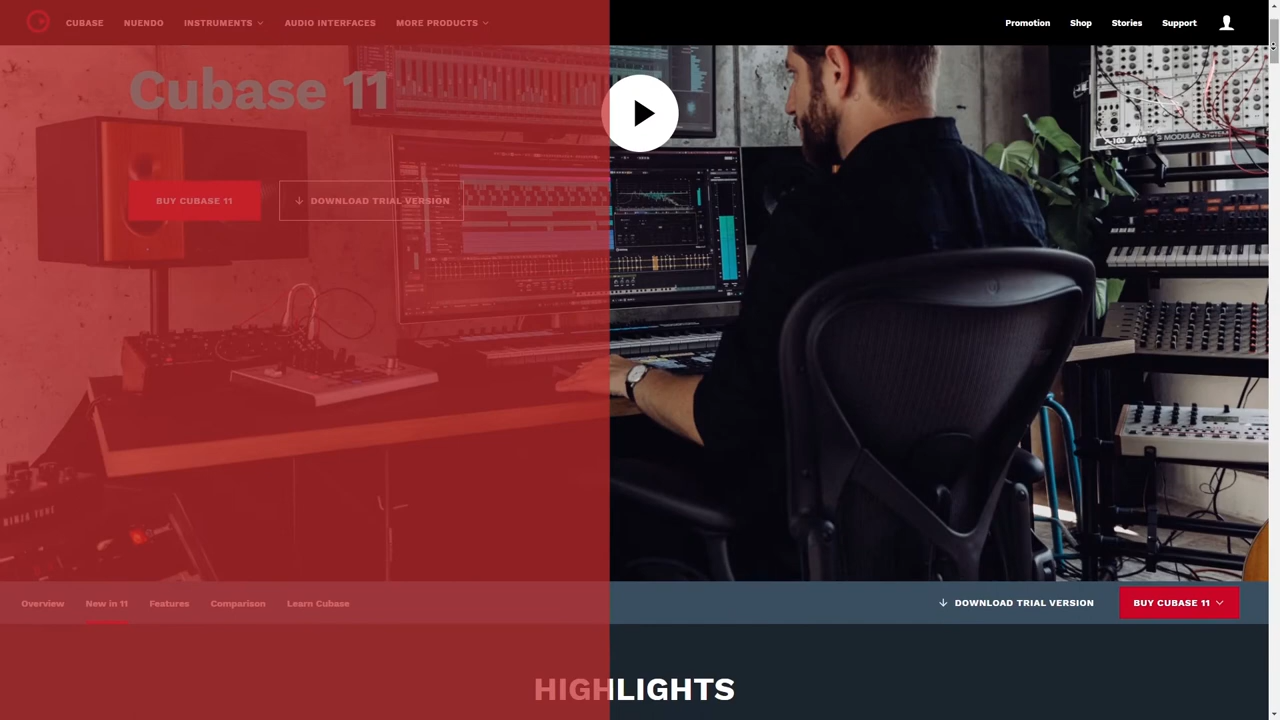 CUBASE NUENDO INSTRUMENTS AUDIO INTERFACES MORE PRODUCTS Promotion Shop Stories Support
Cubase 11
BUY CUBASE 11 DOWNLOAD TRIAL VERSION
Overview New in 11 Features Comparison Learn Cubase DOWNLOAD TRIAL VERSION BUY CUBASE 11
HIGHLIGHTS